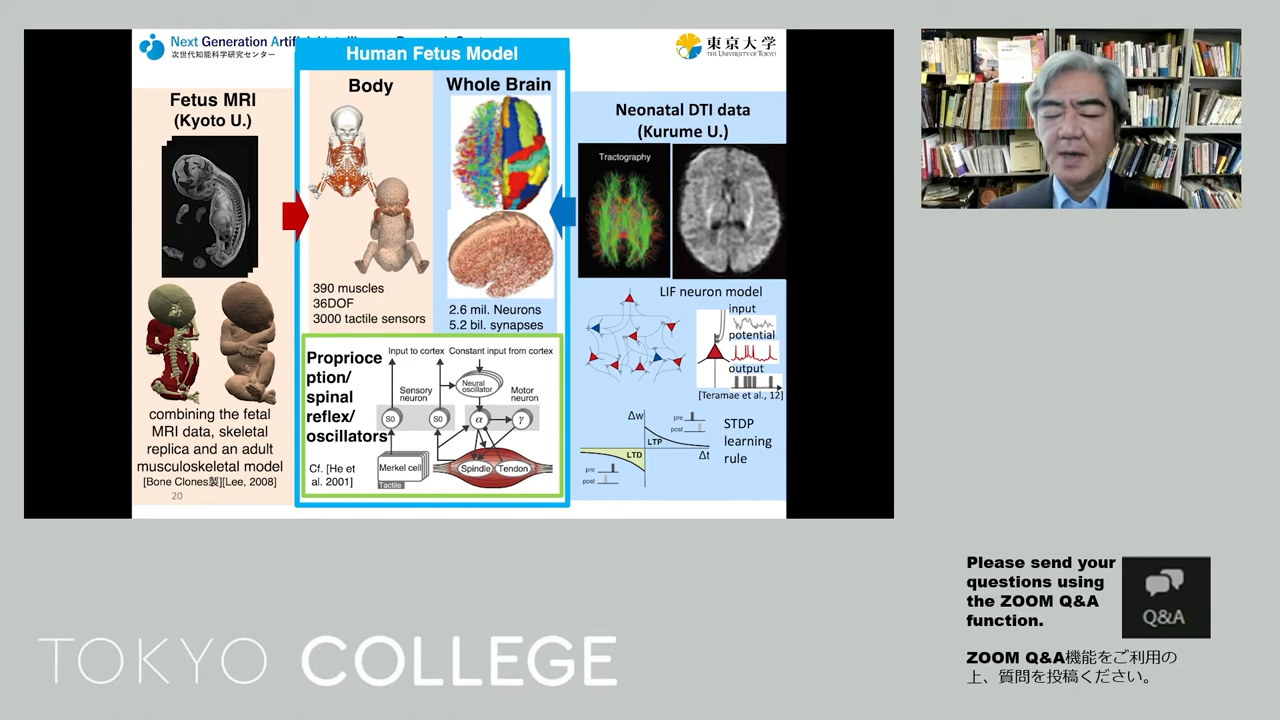 Next Generation Artif
次世代知能科学研究センター
Human Fetus Model
東京大学
THE UNIVERSITY OF TOKYO
Fetus MRI
(Kyoto U.)
combining the fetal
MRI data, skeletal
replica and an adult
musculoskeletal model
[Bone Clones製][Lee, 2008]
20
Body
390 muscles
36DOF
3000 tactile sensors
Whole Brain
2.6 mil. Neurons
5.2 bil. synapses
Proprioce
ption/
spinal
reflex/
oscillators
Cf. [He et
al. 2001]
Input to cortex
Constant input from cortex
Sensory
neuron
Neural
oscillator
Motor
neuron
S0
S0
α
γ
Merkel cell
Tactile
Spindle
Tendon
Neonatal DTI data
(Kurume U.)
Tractography
LIF neuron model
input
potential
output
[Teramae et al., 12]
Δw
pre
post
LTP
Δt
LTD
pre
post
STDP
learning
rule
Please send your
questions using
the ZOOM Q&A
function.
Q&A
ZOOM Q&A機能をご利用の
上、質問を投稿ください。
TOKYO COLLEGE